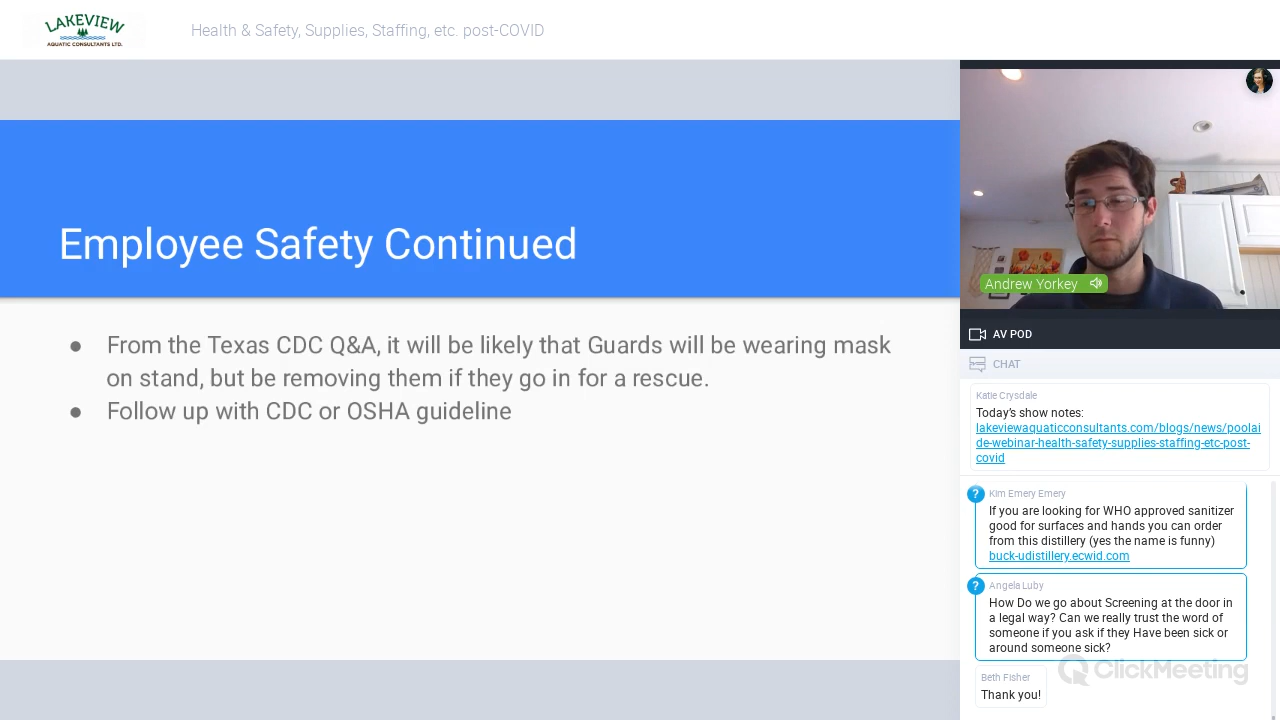 LAKEVIEW
AQUATIC CONSULTANTS LTD.
Health & Safety, Supplies, Staffing, etc. post-COVID
Employee Safety Continued
● From the Texas CDC Q&A, it will be likely that Guards will be wearing mask
on stand, but be removing them if they go in for a rescue.
● Follow up with CDC or OSHA guideline
Andrew Yorkey
AV POD
CHAT
Katie Crysdale
Today's show notes:
lakeviewaquaticconsultants.com/blogs/news/poolai
de-webinar-health-safety-supplies-staffing-etc-post-
covid
? Kim Emery Emery
If you are looking for WHO approved sanitizer
good for surfaces and hands you can order
from this distillery (yes the name is funny)
buck-udistillery.ecwid.com
? Angela Luby
How Do we go about Screening at the door in
a legal way? Can we really trust the word of
someone if you ask if they Have been sick or
around someone sick?
ClickMeeting
Beth Fisher
Thank you!